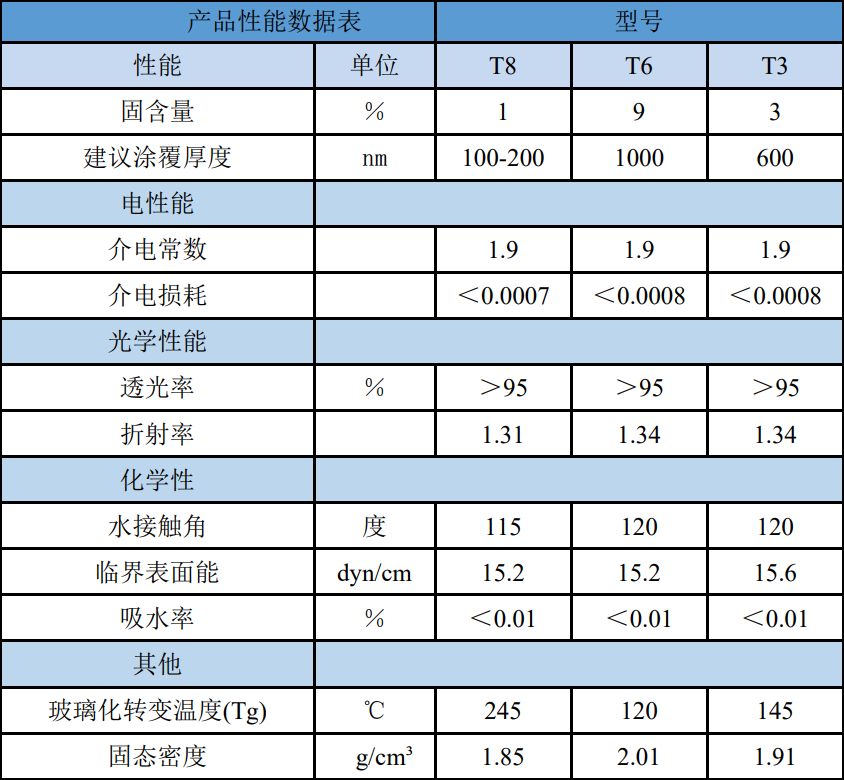 产品性能数据表 型号
性能 单位 T8 T6 T3
固含量 % 1 9 3
建议涂覆厚度 nm 100-200 1000 600
电性能
介电常数 1.9 1.9 1.9
介电损耗 <0.0007 <0.0008 <0.0008
光学性能
透光率 % >95 >95 >95
折射率 1.31 1.34 1.34
化学性
水接触角 度 115 120 120
临界表面能 dyn/cm 15.2 15.2 15.6
吸水率 % <0.01 <0.01 <0.01
其他
玻璃化转变温度(Tg) ℃ 245 120 145
固态密度 g/cm³ 1.85 2.01 1.91